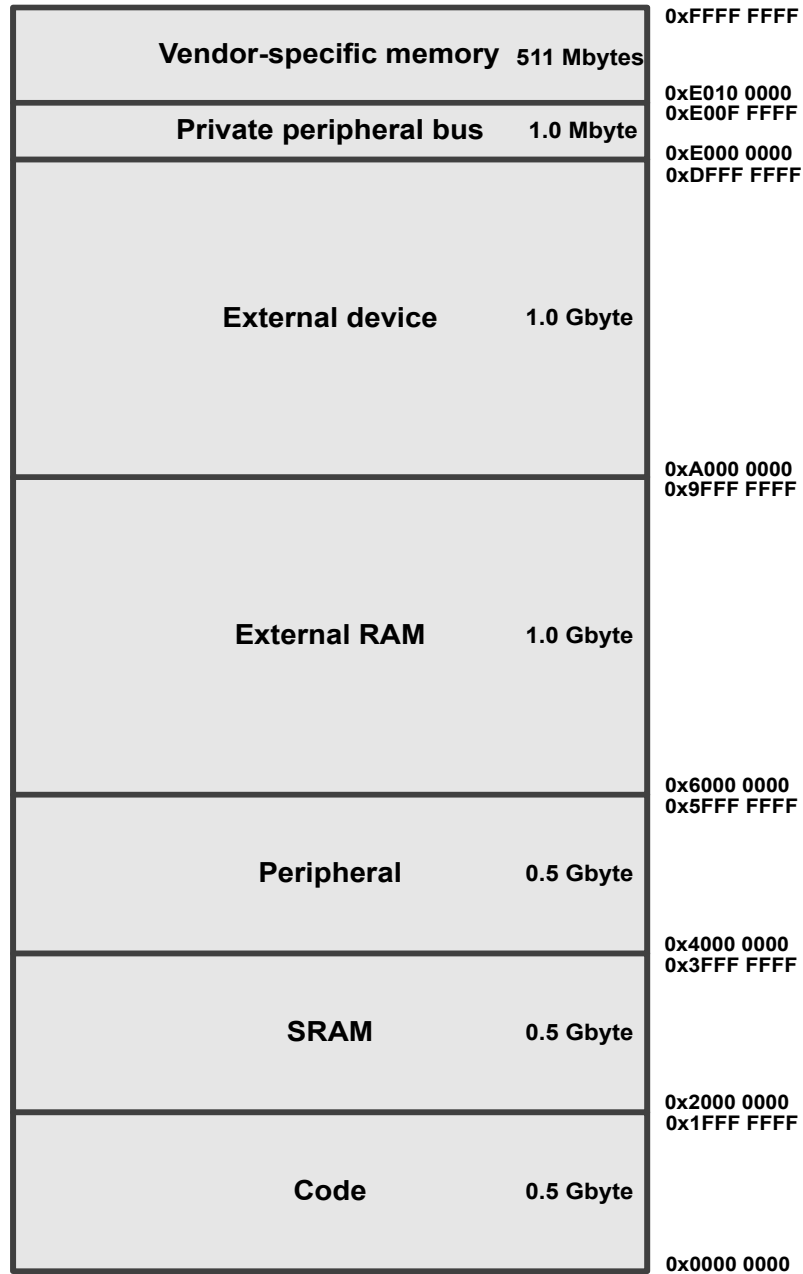 0xFFFF FFFF
Vendor-specific memory 511 Mbytes
0xE010 0000
0xE00F FFFF
Private peripheral bus 1.0 Mbyte
0xE000 0000
0xDFFF FFFF
External device 1.0 Gbyte
0xA000 0000
0x9FFF FFFF
External RAM 1.0 Gbyte
0x6000 0000
0x5FFF FFFF
Peripheral 0.5 Gbyte
0x4000 0000
0x3FFF FFFF
SRAM 0.5 Gbyte
0x2000 0000
0x1FFF FFFF
Code 0.5 Gbyte
0x0000 0000